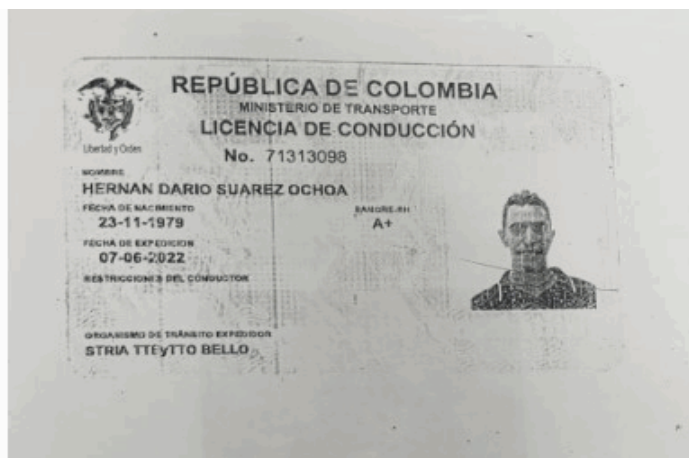 REPÚBLICA DE COLOMBIA
MINISTERIO DE TRANSPORTE
LICENCIA DE CONDUCCIÓN
Libertad y Orden
No. 71313098
NOMBRE
HERNAN DARIO SUAREZ OCHOA
FECHA DE NACIMIENTO
23-11-1979
SANGRE-RH
A+
FECHA DE EXPEDICION
07-06-2022
RESTRICCIONES DEL CONDUCTOR
ORGANISMO DE TRÁNSITO EXPEDIDOR
STRIA TTEyTTO BELLO